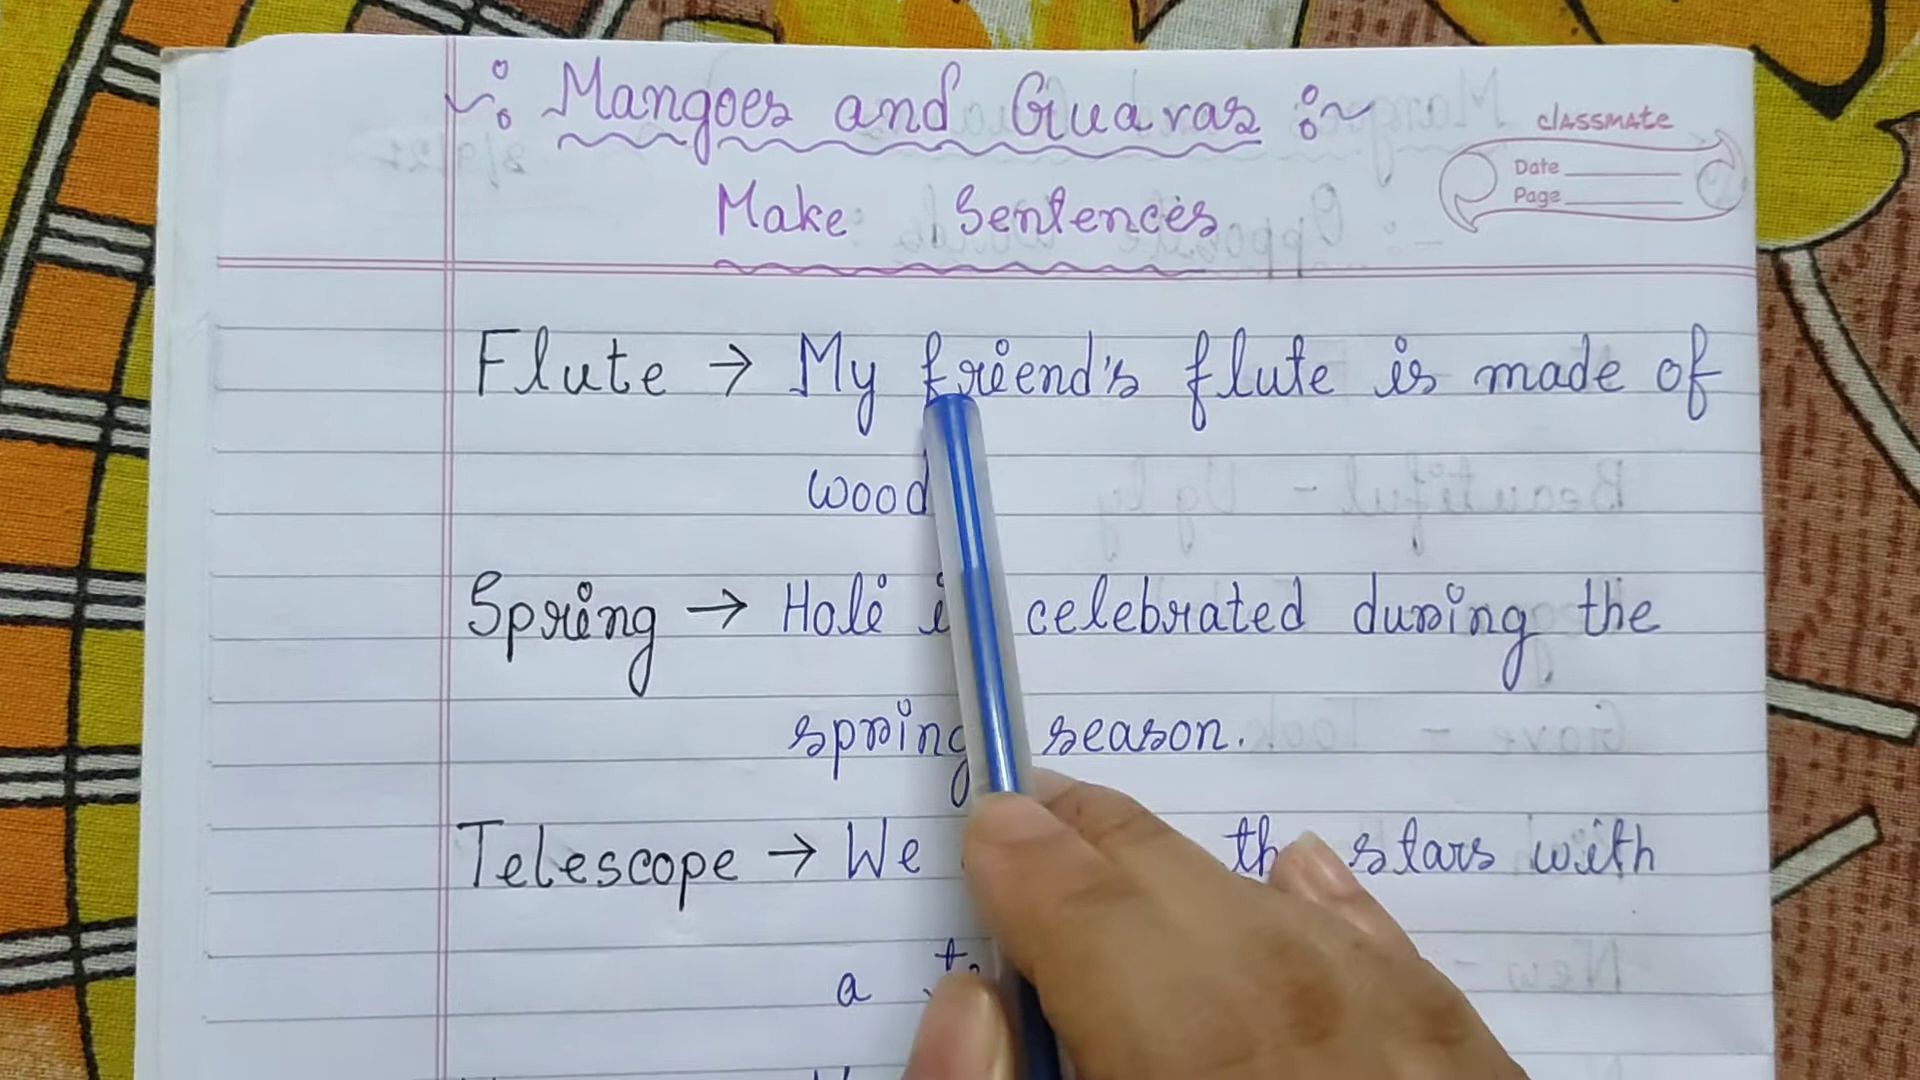 -: Mangoes and Guavas :-
classmate
Date
Page
Make Sentences
Flute → My friend's flute is made of
wood
Spring → Holi is celebrated during the
spring season.
Telescope → We the stars with
a